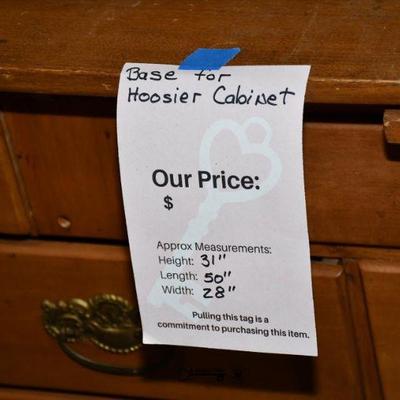 Base for
Hoosier Cabinet
Our Price:
$
Approx Measurements:
Height: 31"
Length: 50"
Width: 28"
Pulling this tag is a
commitment to purchasing this item.